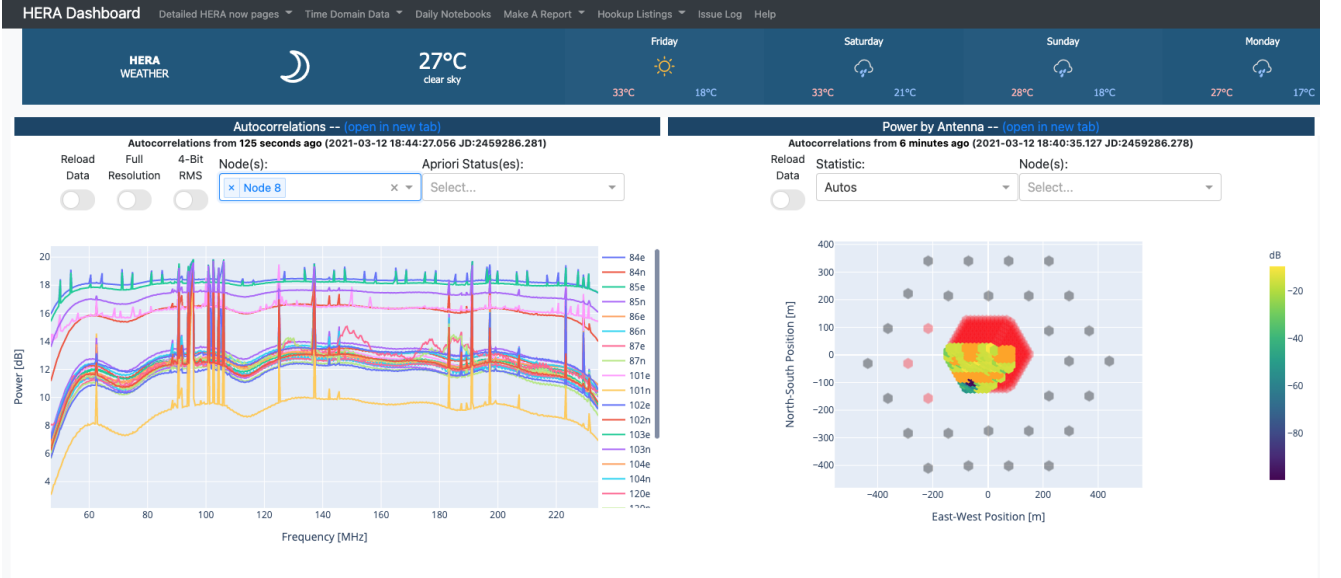 HERA Dashboard Detailed HERA now pages Time Domain Data Daily Notebooks Make A Report Hookup Listings Issue Log Help
HERA
WEATHER
27°C
clear sky
Friday
33°C 18°C
Saturday
33°C 21°C
Sunday
28°C 18°C
Monday
27°C 17°C
Autocorrelations -- (open in new tab)
Autocorrelations from 125 seconds ago (2021-03-12 18:44:27.056 JD:2459286.281)
Reload
Data
Full
Resolution
4-Bit
RMS
Node(s):
× Node 8 ×
Apriori Status(es):
Select...
20
18
16
14
12
10
8
6
4
Power [dB]
60 80 100 120 140 160 180 200 220
Frequency [MHz]
84e
84n
85e
85n
86e
86n
87e
87n
101e
101n
102e
102n
103e
103n
104e
104n
120e
120n
Power by Antenna -- (open in new tab)
Autocorrelations from 6 minutes ago (2021-03-12 18:40:35.127 JD:2459286.278)
Reload
Data
Statistic:
Autos
Node(s):
Select...
400
300
200
100
0
−100
−200
−300
−400
North-South Position [m]
−400 −200 0 200 400
East-West Position [m]
dB
−20
−40
−60
−80